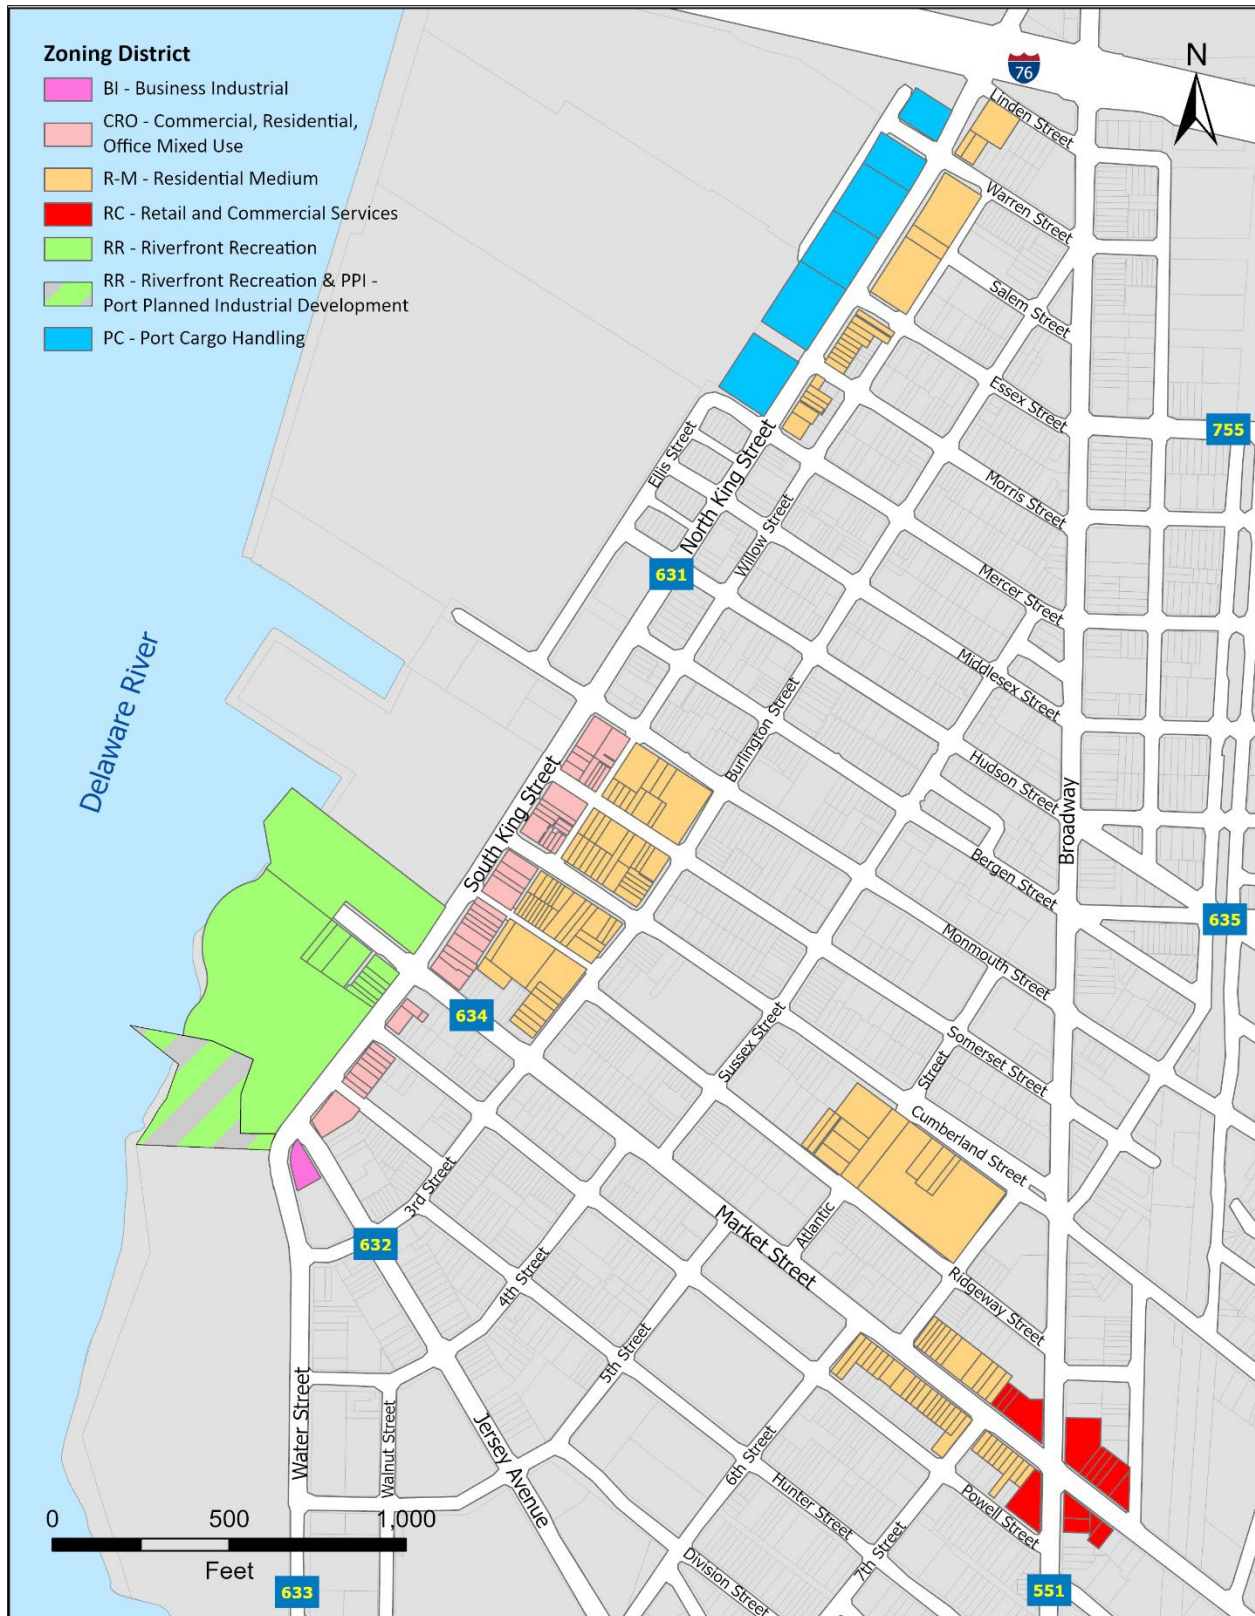 Zoning District
BI - Business Industrial
CRO - Commercial, Residential,
Office Mixed Use
R-M - Residential Medium
RC - Retail and Commercial Services
RR - Riverfront Recreation
RR - Riverfront Recreation & PPI -
Port Planned Industrial Development
PC - Port Cargo Handling
76
N
Linden Street
Warren Street
Salem Street
Essex Street
755
Morris Street
Ellis Street
North King Street
Willow Street
631
Mercer Street
Middlesex Street
Delaware River
Burlington Street
Hudson Street
Broadway
South King Street
Bergen Street
635
Monmouth Street
634
Sussex Street
Somerset Street
Street
Cumberland Street
3rd Street
632
Atlantic
Market Street
4th Street
Ridgeway Street
5th Street
Water Street
Walnut Street
Jersey Avenue
6th Street
Hunter Street
Powell Street
7th Street
Division Street
0 500 1,000
Feet
633
551